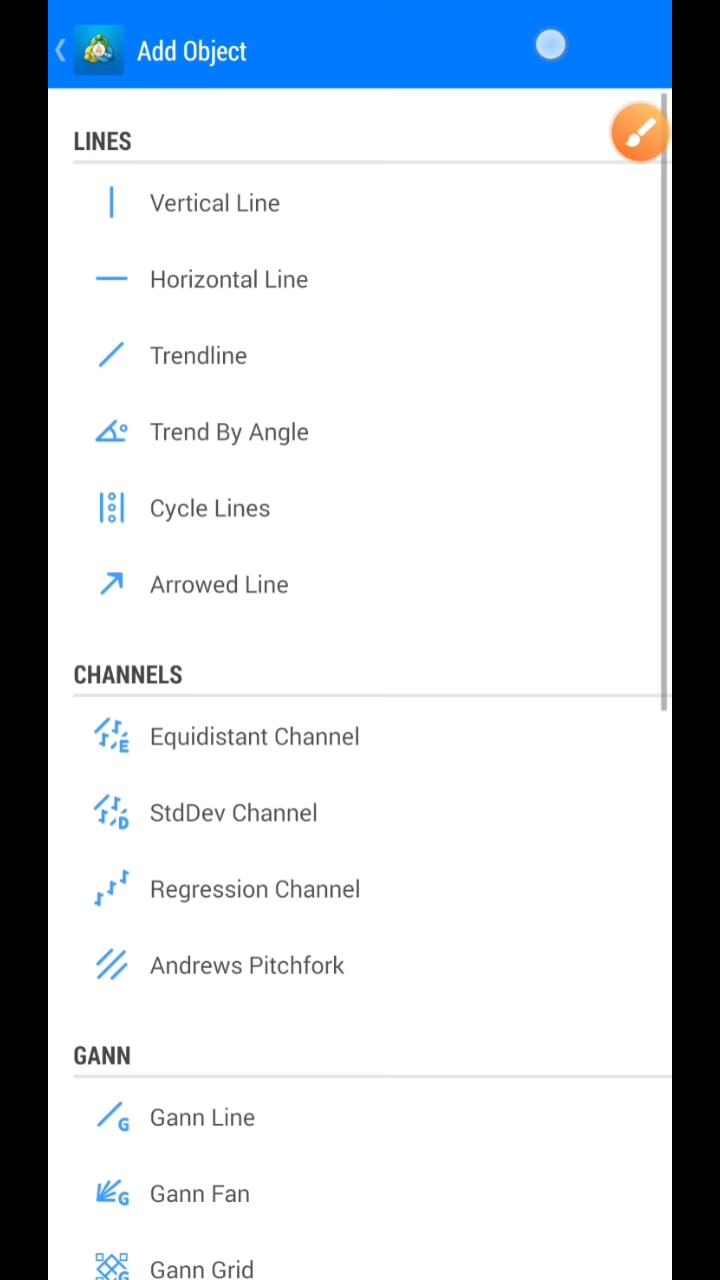 Add Object
LINES
Vertical Line
Horizontal Line
Trendline
Trend By Angle
Cycle Lines
Arrowed Line
CHANNELS
Equidistant Channel
StdDev Channel
Regression Channel
Andrews Pitchfork
GANN
Gann Line
Gann Fan
Gann Grid